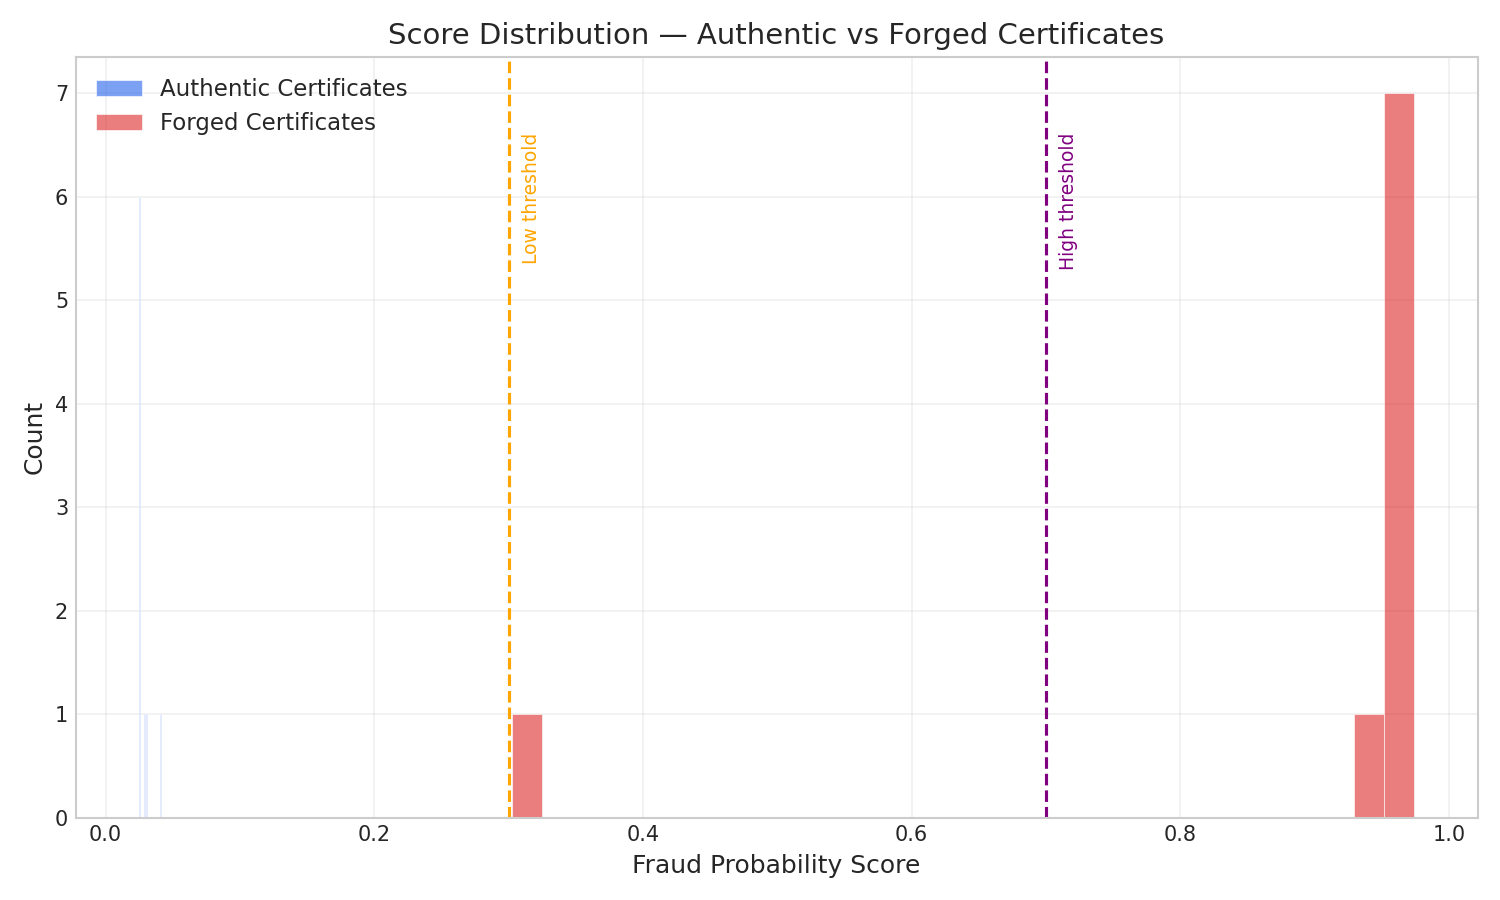 Score Distribution — Authentic vs Forged Certificates
Authentic Certificates
Forged Certificates
Low threshold
High threshold
Count
7
6
5
4
3
2
1
0
0.0 0.2 0.4 0.6 0.8 1.0
Fraud Probability Score